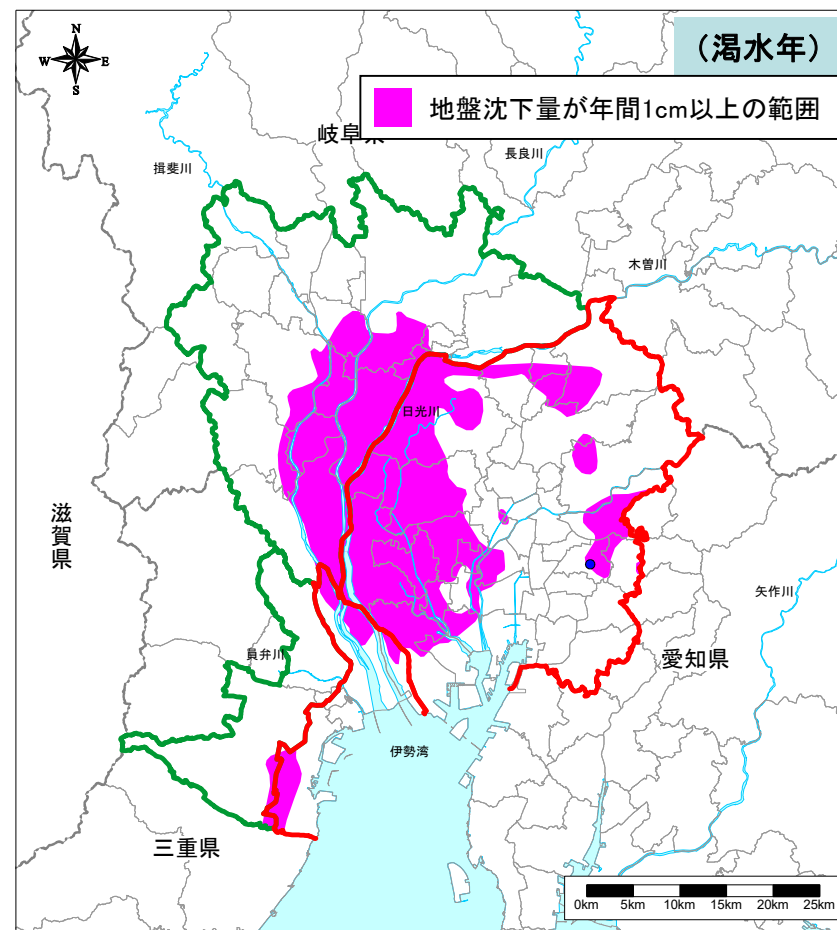 （渇水年）
N
W E
S
地盤沈下量が年間1cm以上の範囲
岐阜県
長良川
揖斐川
木曽川
日光川
滋賀県
矢作川
員弁川
愛知県
伊勢湾
三重県
0km 5km 10km 15km 20km 25km